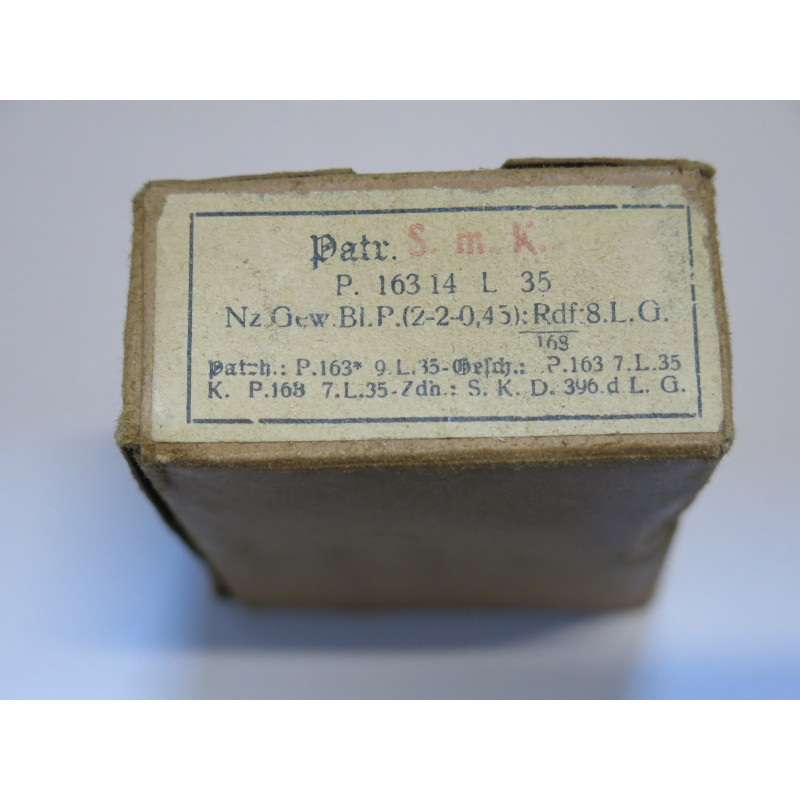 Patr. S. m. K.
P. 163 14 L 35
Nz.Gew.Bl.P.(2-2-0,45):Rdf:8.L.G.
168
Patrh.: P.163* 9.L.35-Gesch.: P.163 7.L.35
K. P.168 7.L.35-Zdh.: S. K. D. 396.d L. G.